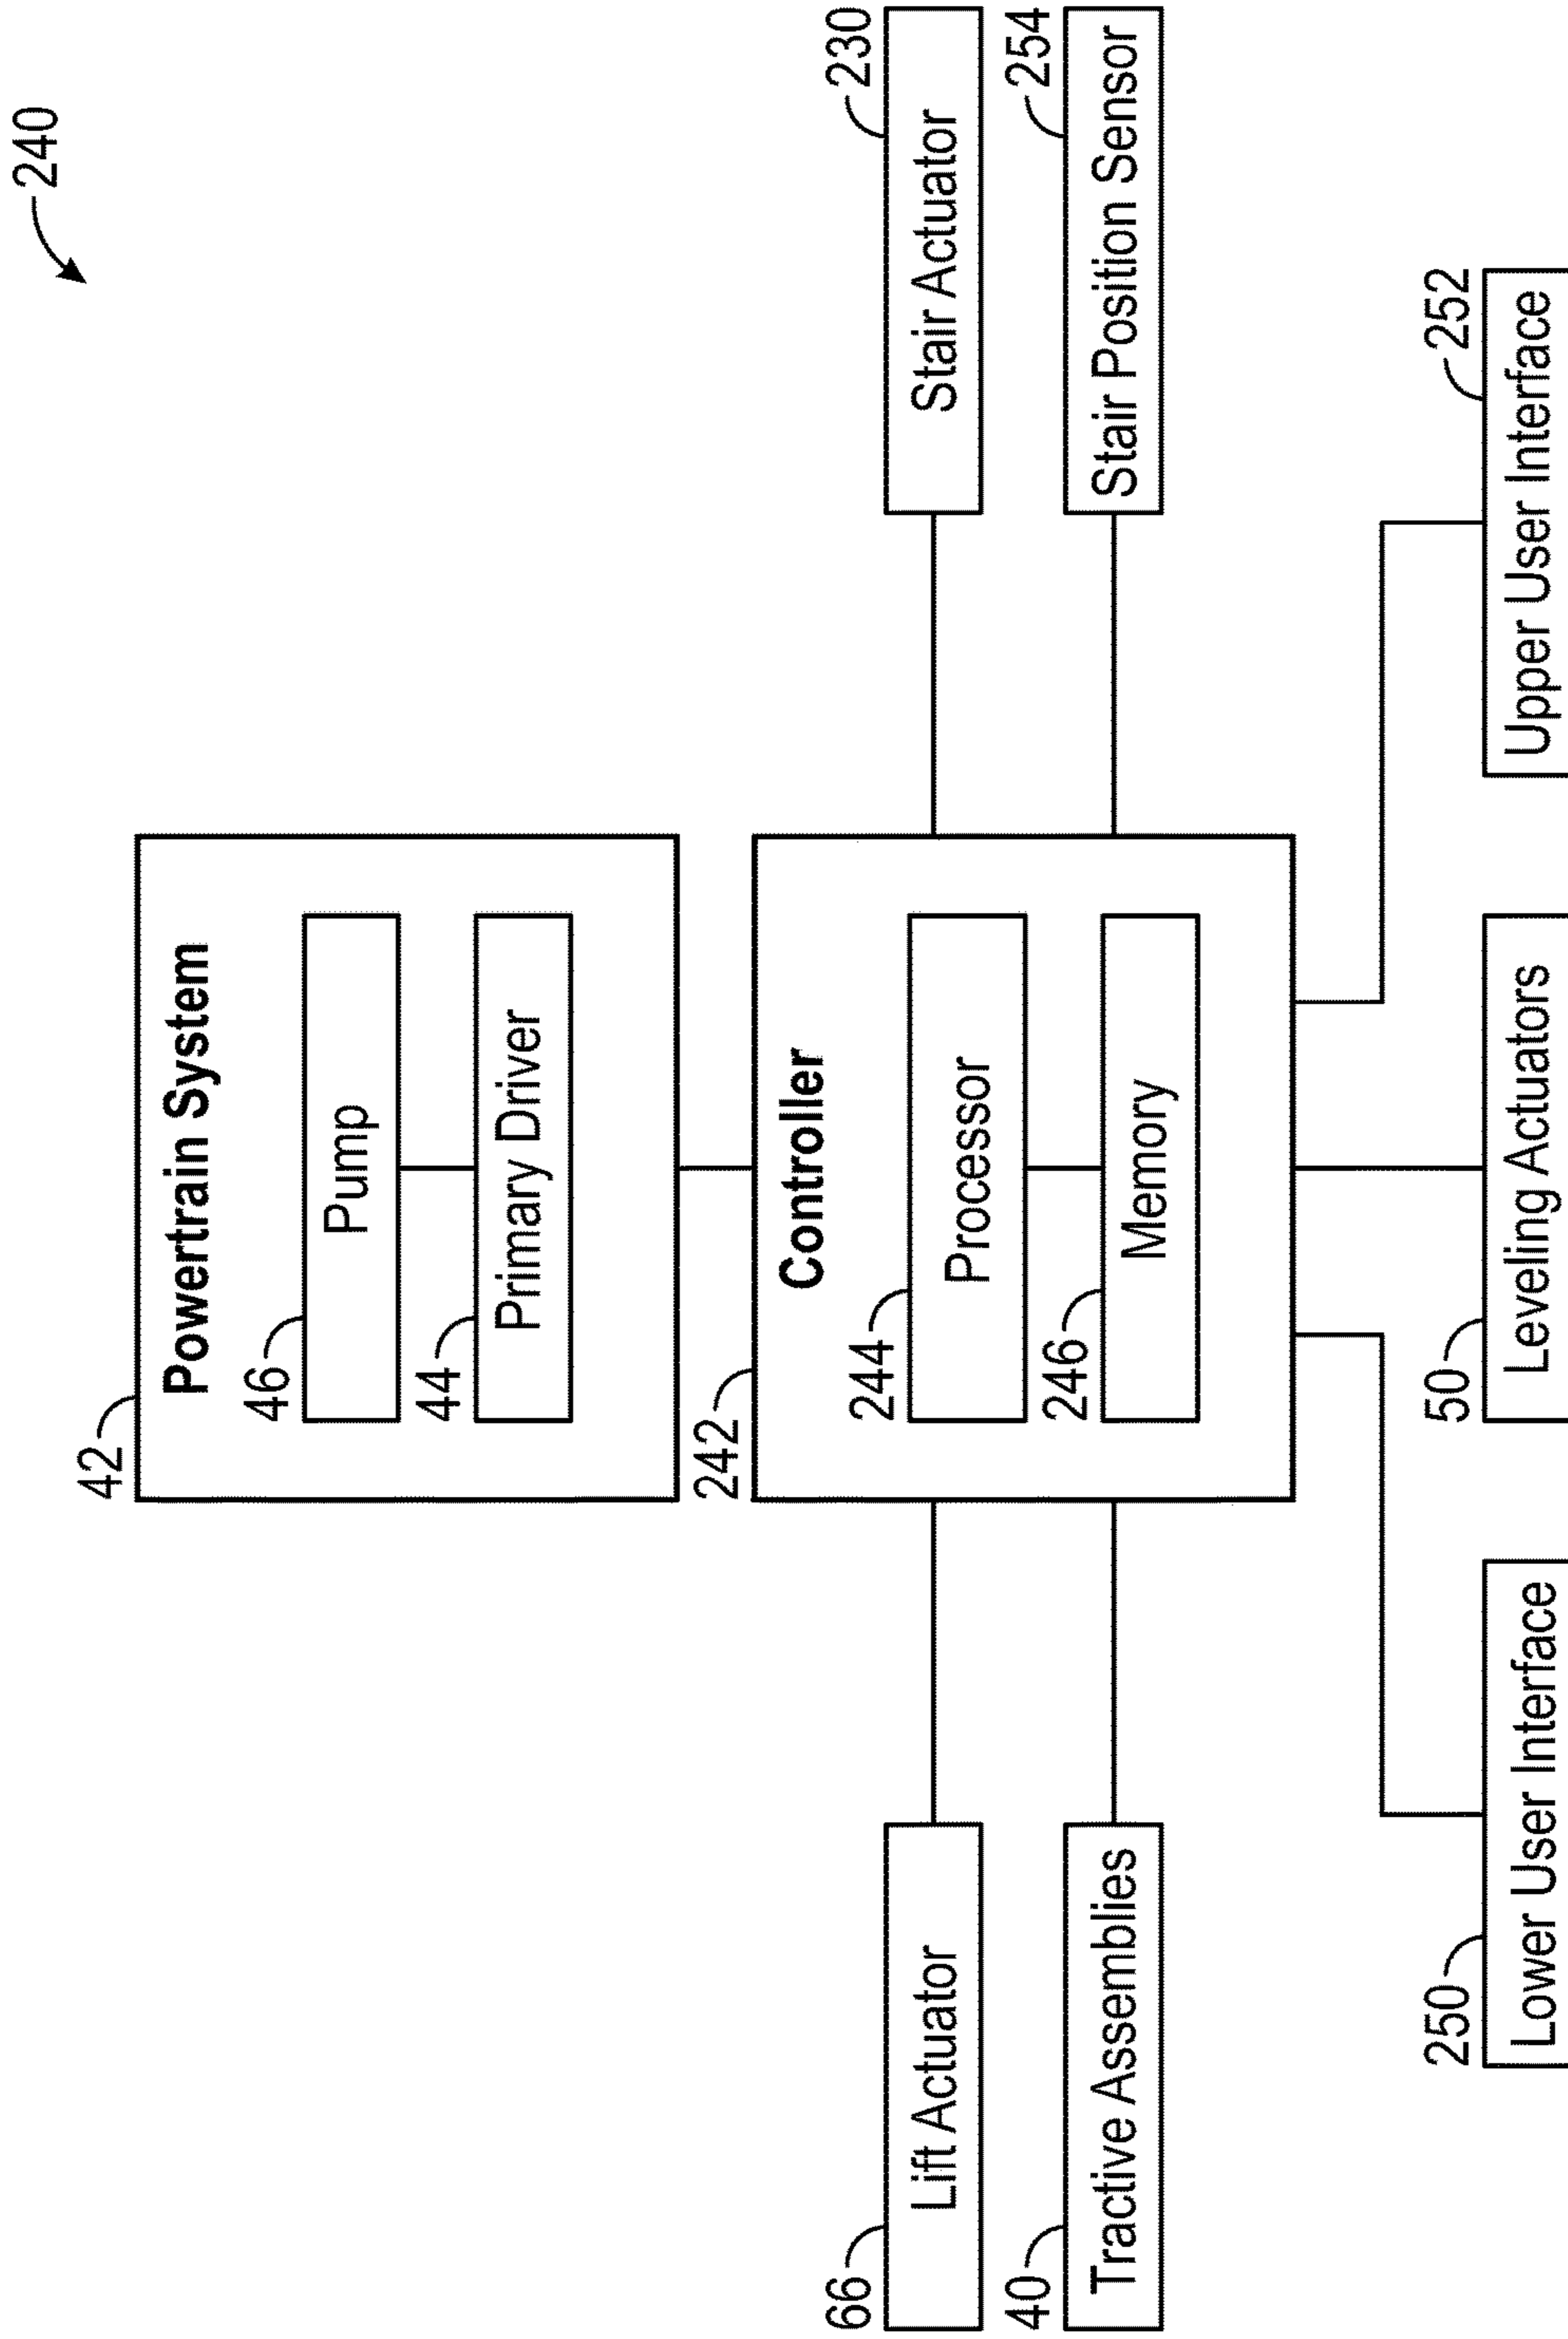 240
42
Powertrain System
46
Pump
44
Primary Driver
242
Controller
244
Processor
246
Memory
66
Lift Actuator
40
Tractive Assemblies
230
Stair Actuator
254
Stair Position Sensor
250
Lower User Interface
50
Leveling Actuators
252
Upper User Interface